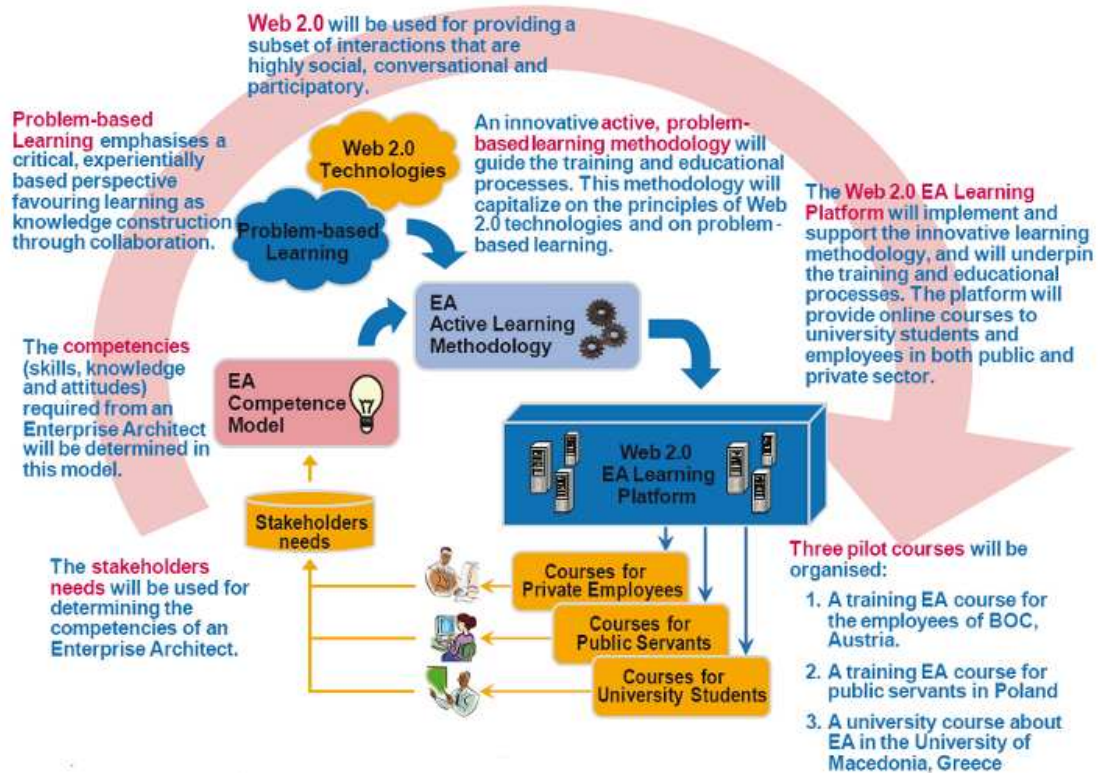 Web 2.0 will be used for providing a
subset of interactions that are
highly social, conversational and
participatory.
Problem-based
Learning emphasises a
critical, experientially
based perspective
favouring learning as
knowledge construction
through collaboration.
Web 2.0
Technologies
Problem-based
Learning
An innovative active, problem-
based learning methodology will
guide the training and educational
processes. This methodology will
capitalize on the principles of Web
2.0 technologies and on problem-
based learning.
The Web 2.0 EA Learning
Platform will implement and
support the innovative learning
methodology, and will underpin
the training and educational
processes. The platform will
provide online courses to
university students and
employees in both public and
private sector.
EA
Active Learning
Methodology
The competencies
(skills, knowledge
and attitudes)
required from an
Enterprise Architect
will be determined in
this model.
EA
Competence
Model
Web 2.0
EA Learning
Platform
Stakeholders
needs
The stakeholders
needs will be used for
determining the
competencies of an
Enterprise Architect.
Courses for
Private Employees
Courses for
Public Servants
Courses for
University Students
Three pilot courses will be
organised:
1. A training EA course for
the employees of BOC,
Austria.
2. A training EA course for
public servants in Poland
3. A university course about
EA in the University of
Macedonia, Greece